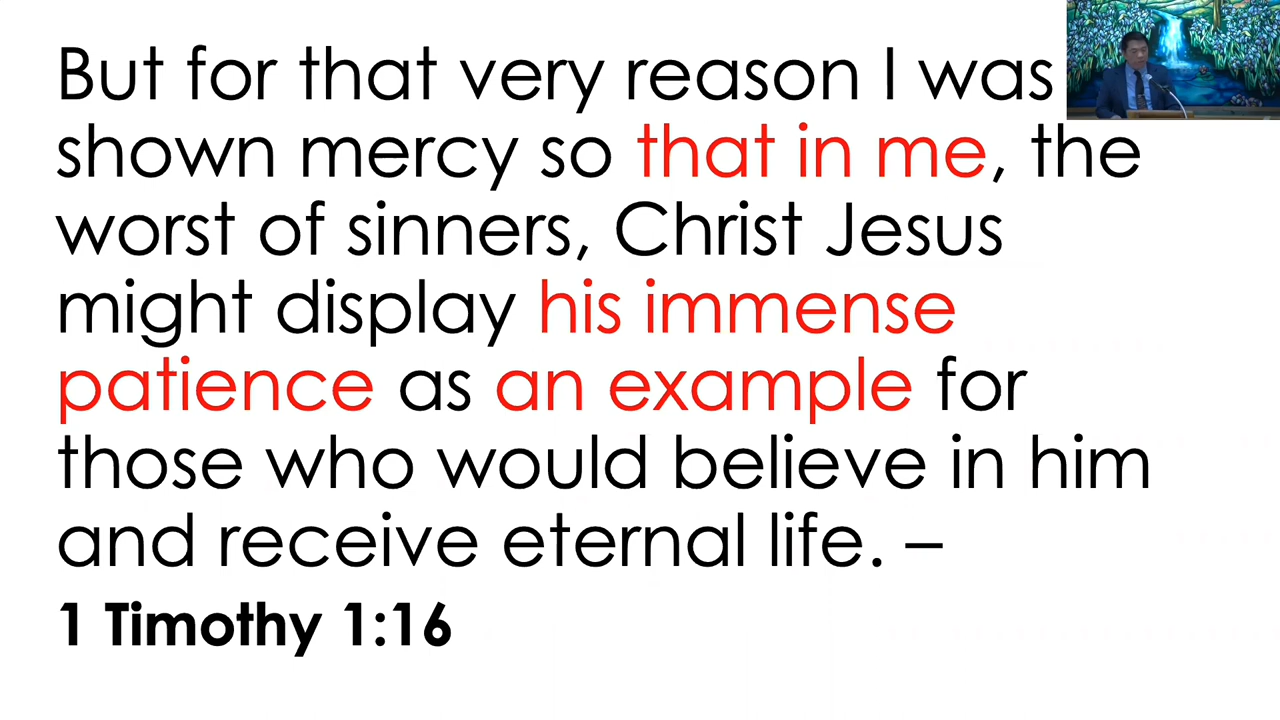 But for that very reason I was
shown mercy so that in me, the
worst of sinners, Christ Jesus
might display his immense
patience as an example for
those who would believe in him
and receive eternal life. –
1 Timothy 1:16